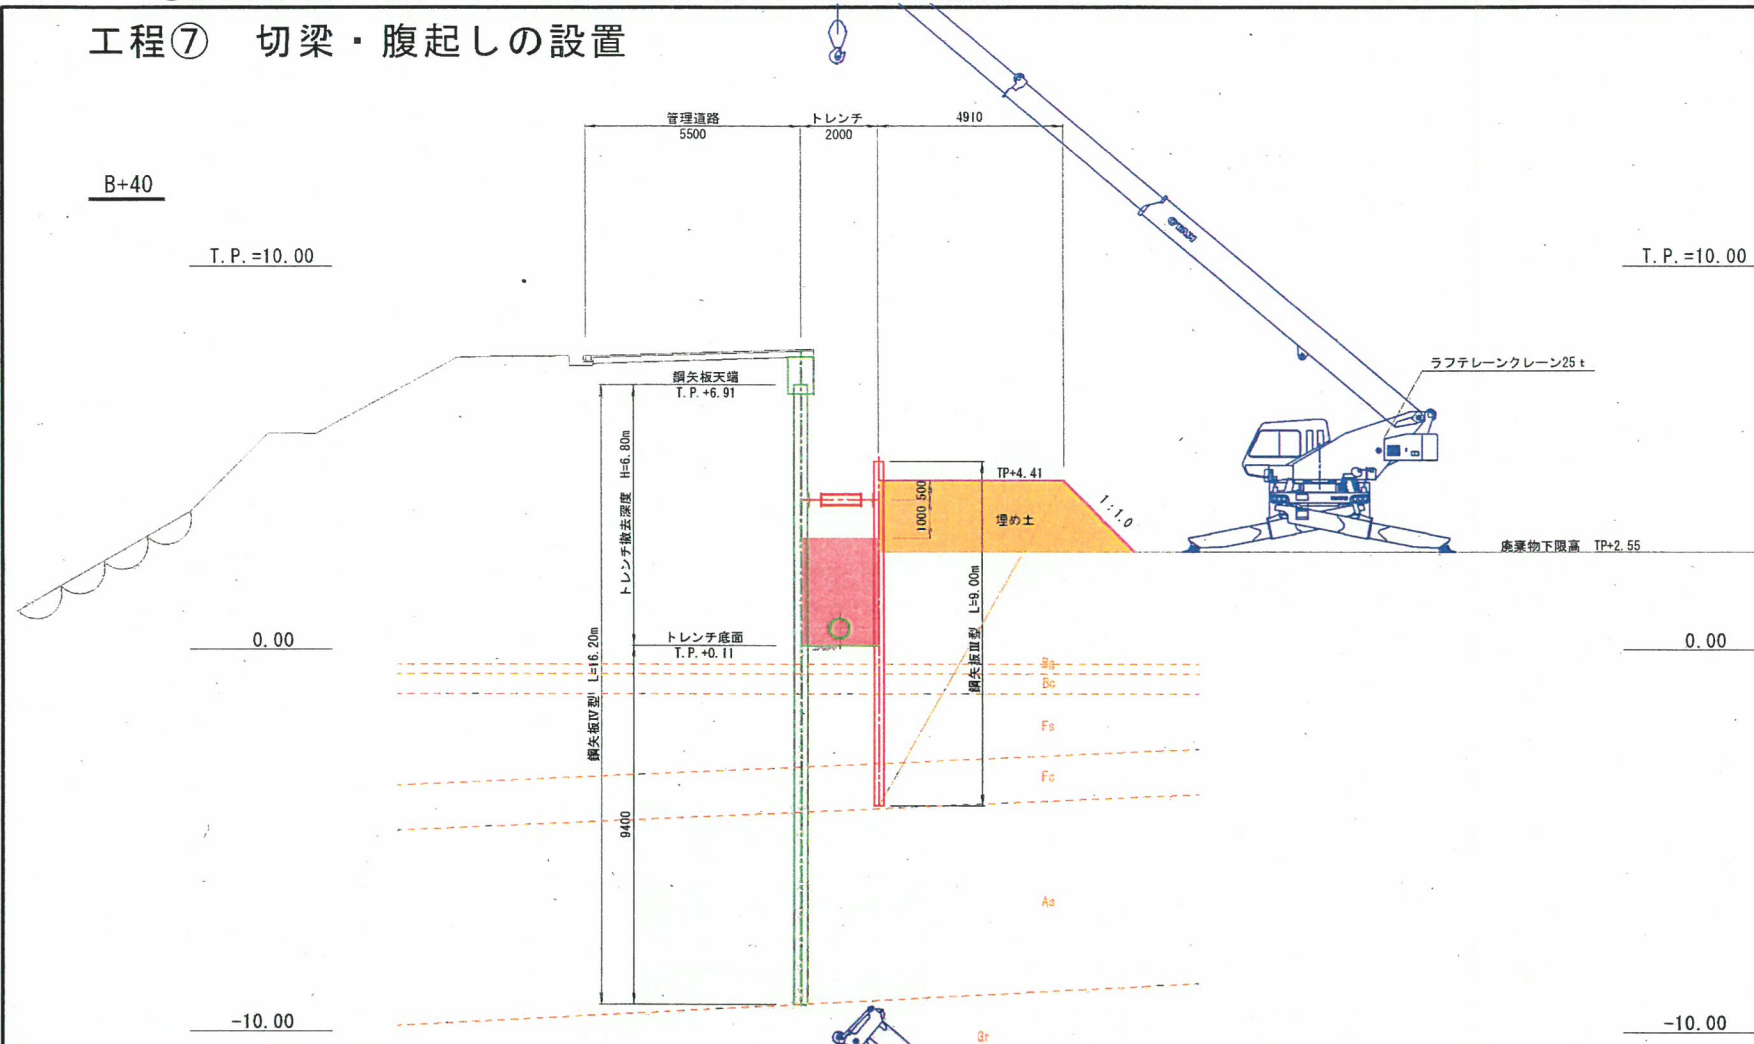 工程⑦ 切梁・腹起しの設置
管理道路
5500
トレンチ
2000
4910
B+40
T.P.=10.00
T.P.=10.00
ラフテレーンクレーン25t
鋼矢板天端
T.P.+6.91
トレンチ撤去深度 H=6.80m
TP+4.41
1000 500
埋め土
1:1.0
廃棄物下限高 TP+2.55
鋼矢板Ⅲ型 L=9.00m
0.00
トレンチ底面
T.P.+0.11
0.00
鋼矢板Ⅳ型 L=16.20m
Bc
Fs
Fc
9400
As
-10.00
-10.00
Gr